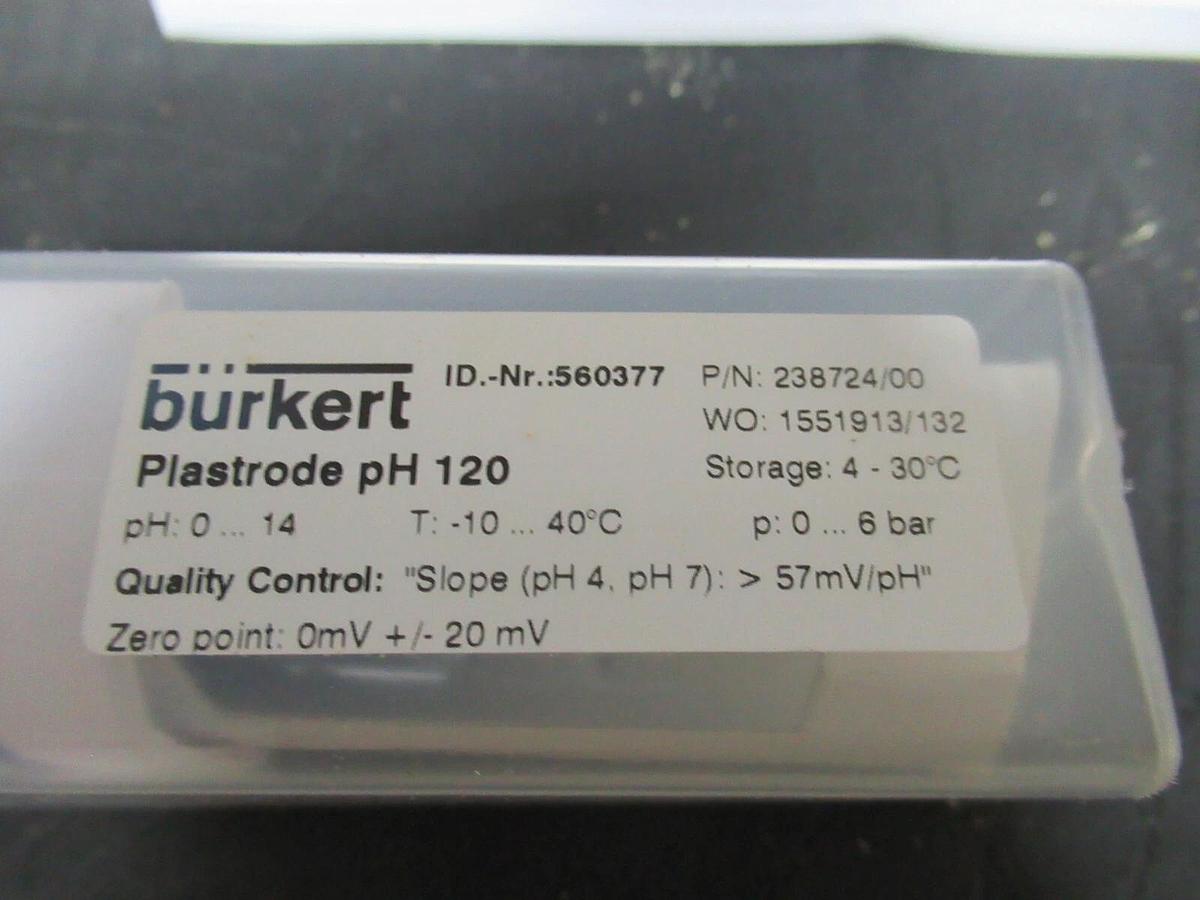 bürkert ID.-Nr.:560377 P/N: 238724/00
WO: 1551913/132
Plastrode pH 120 Storage: 4 - 30°C
pH: 0 ... 14 T: -10 ... 40°C p: 0 ... 6 bar
Quality Control: "Slope (pH 4, pH 7): > 57mV/pH"
Zero point: 0mV +/- 20 mV